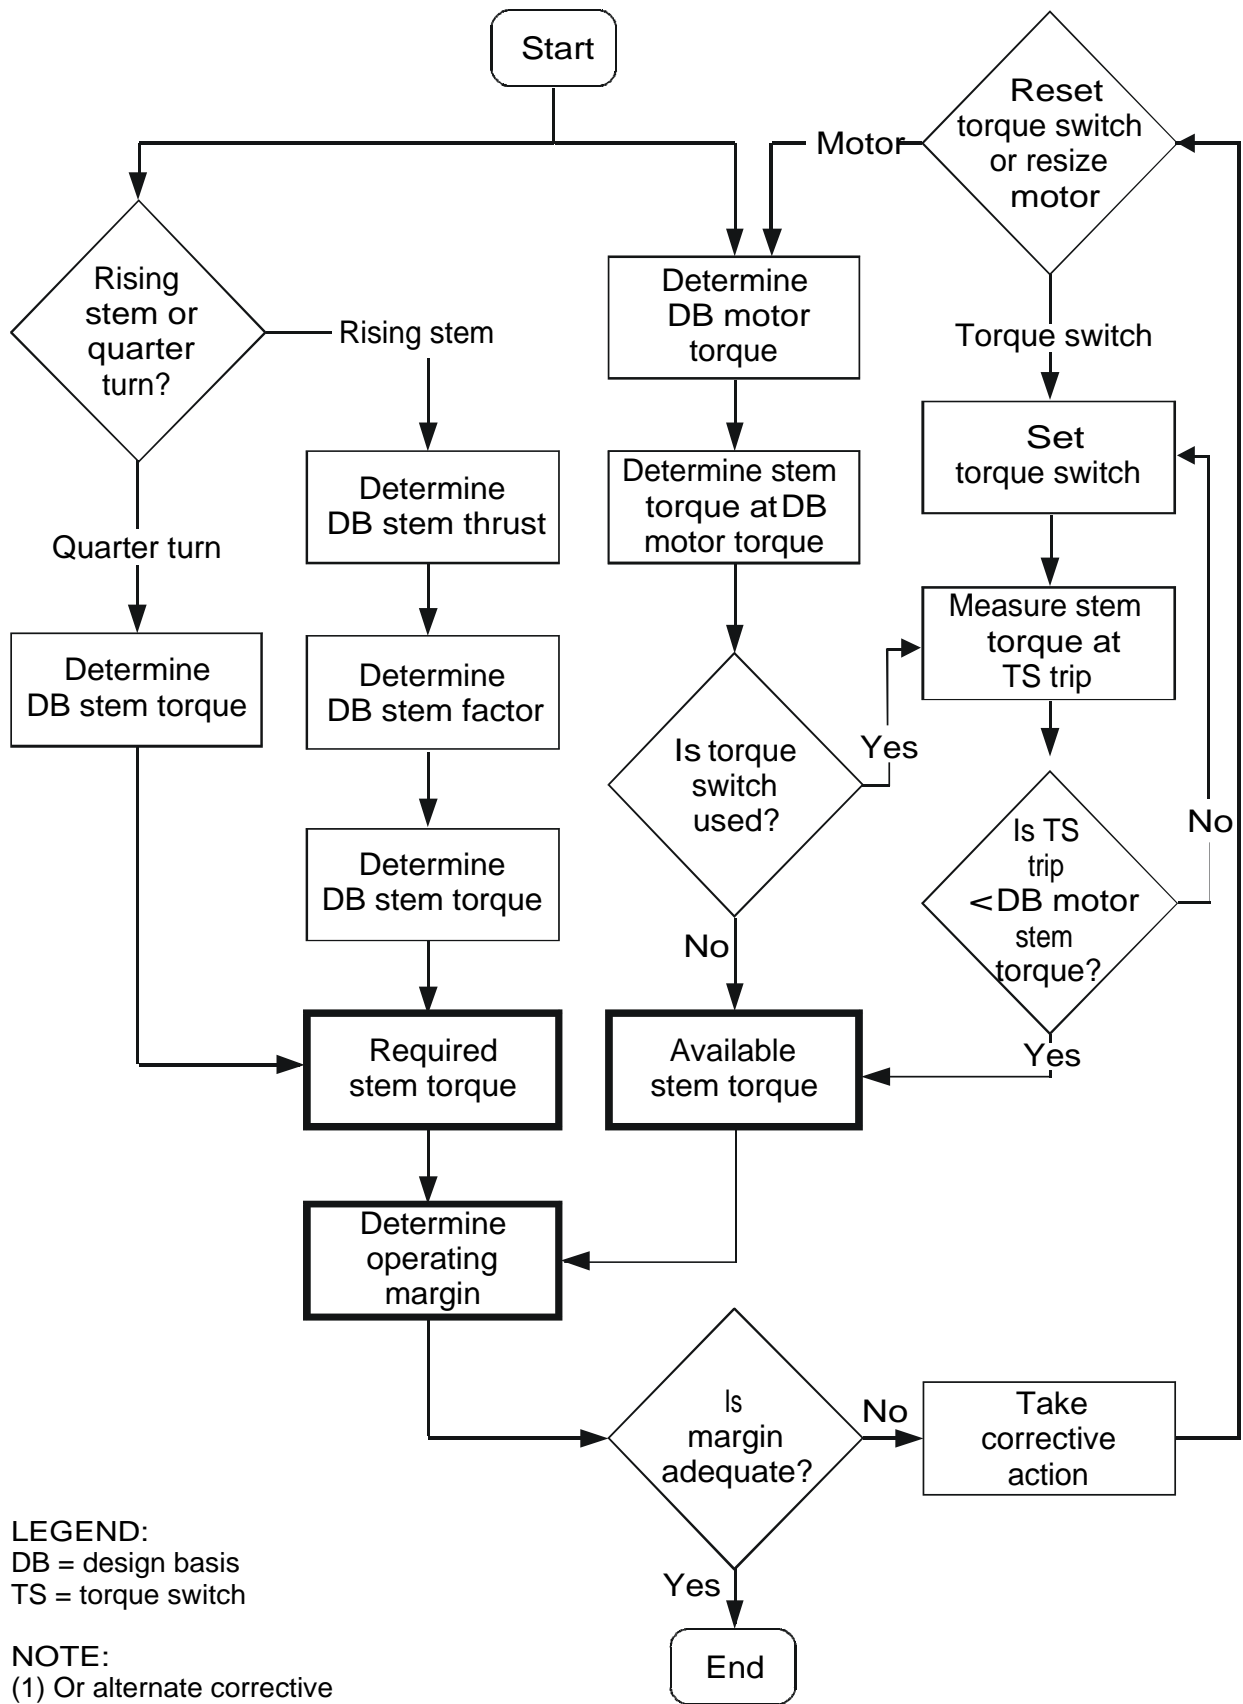 Start
Reset
torque switch
or resize
motor
Motor
Rising
stem or
quarter
turn?
Rising stem
Determine
DB motor
torque
Torque switch
Set
torque switch
Determine
DB stem thrust
Determine stem
torque at DB
motor torque
Quarter turn
Measure stem
torque at
TS trip
Determine
DB stem torque
Determine
DB stem factor
Is torque
switch
used?
Yes
Is TS
trip
<DB motor
stem
torque?
No
Determine
DB stem torque
No
Required
stem torque
Available
stem torque
Yes
Determine
operating
margin
Is
margin
adequate?
No
Take
corrective
action
Yes
End
LEGEND:
DB = design basis
TS = torque switch
NOTE:
(1) Or alternate corrective